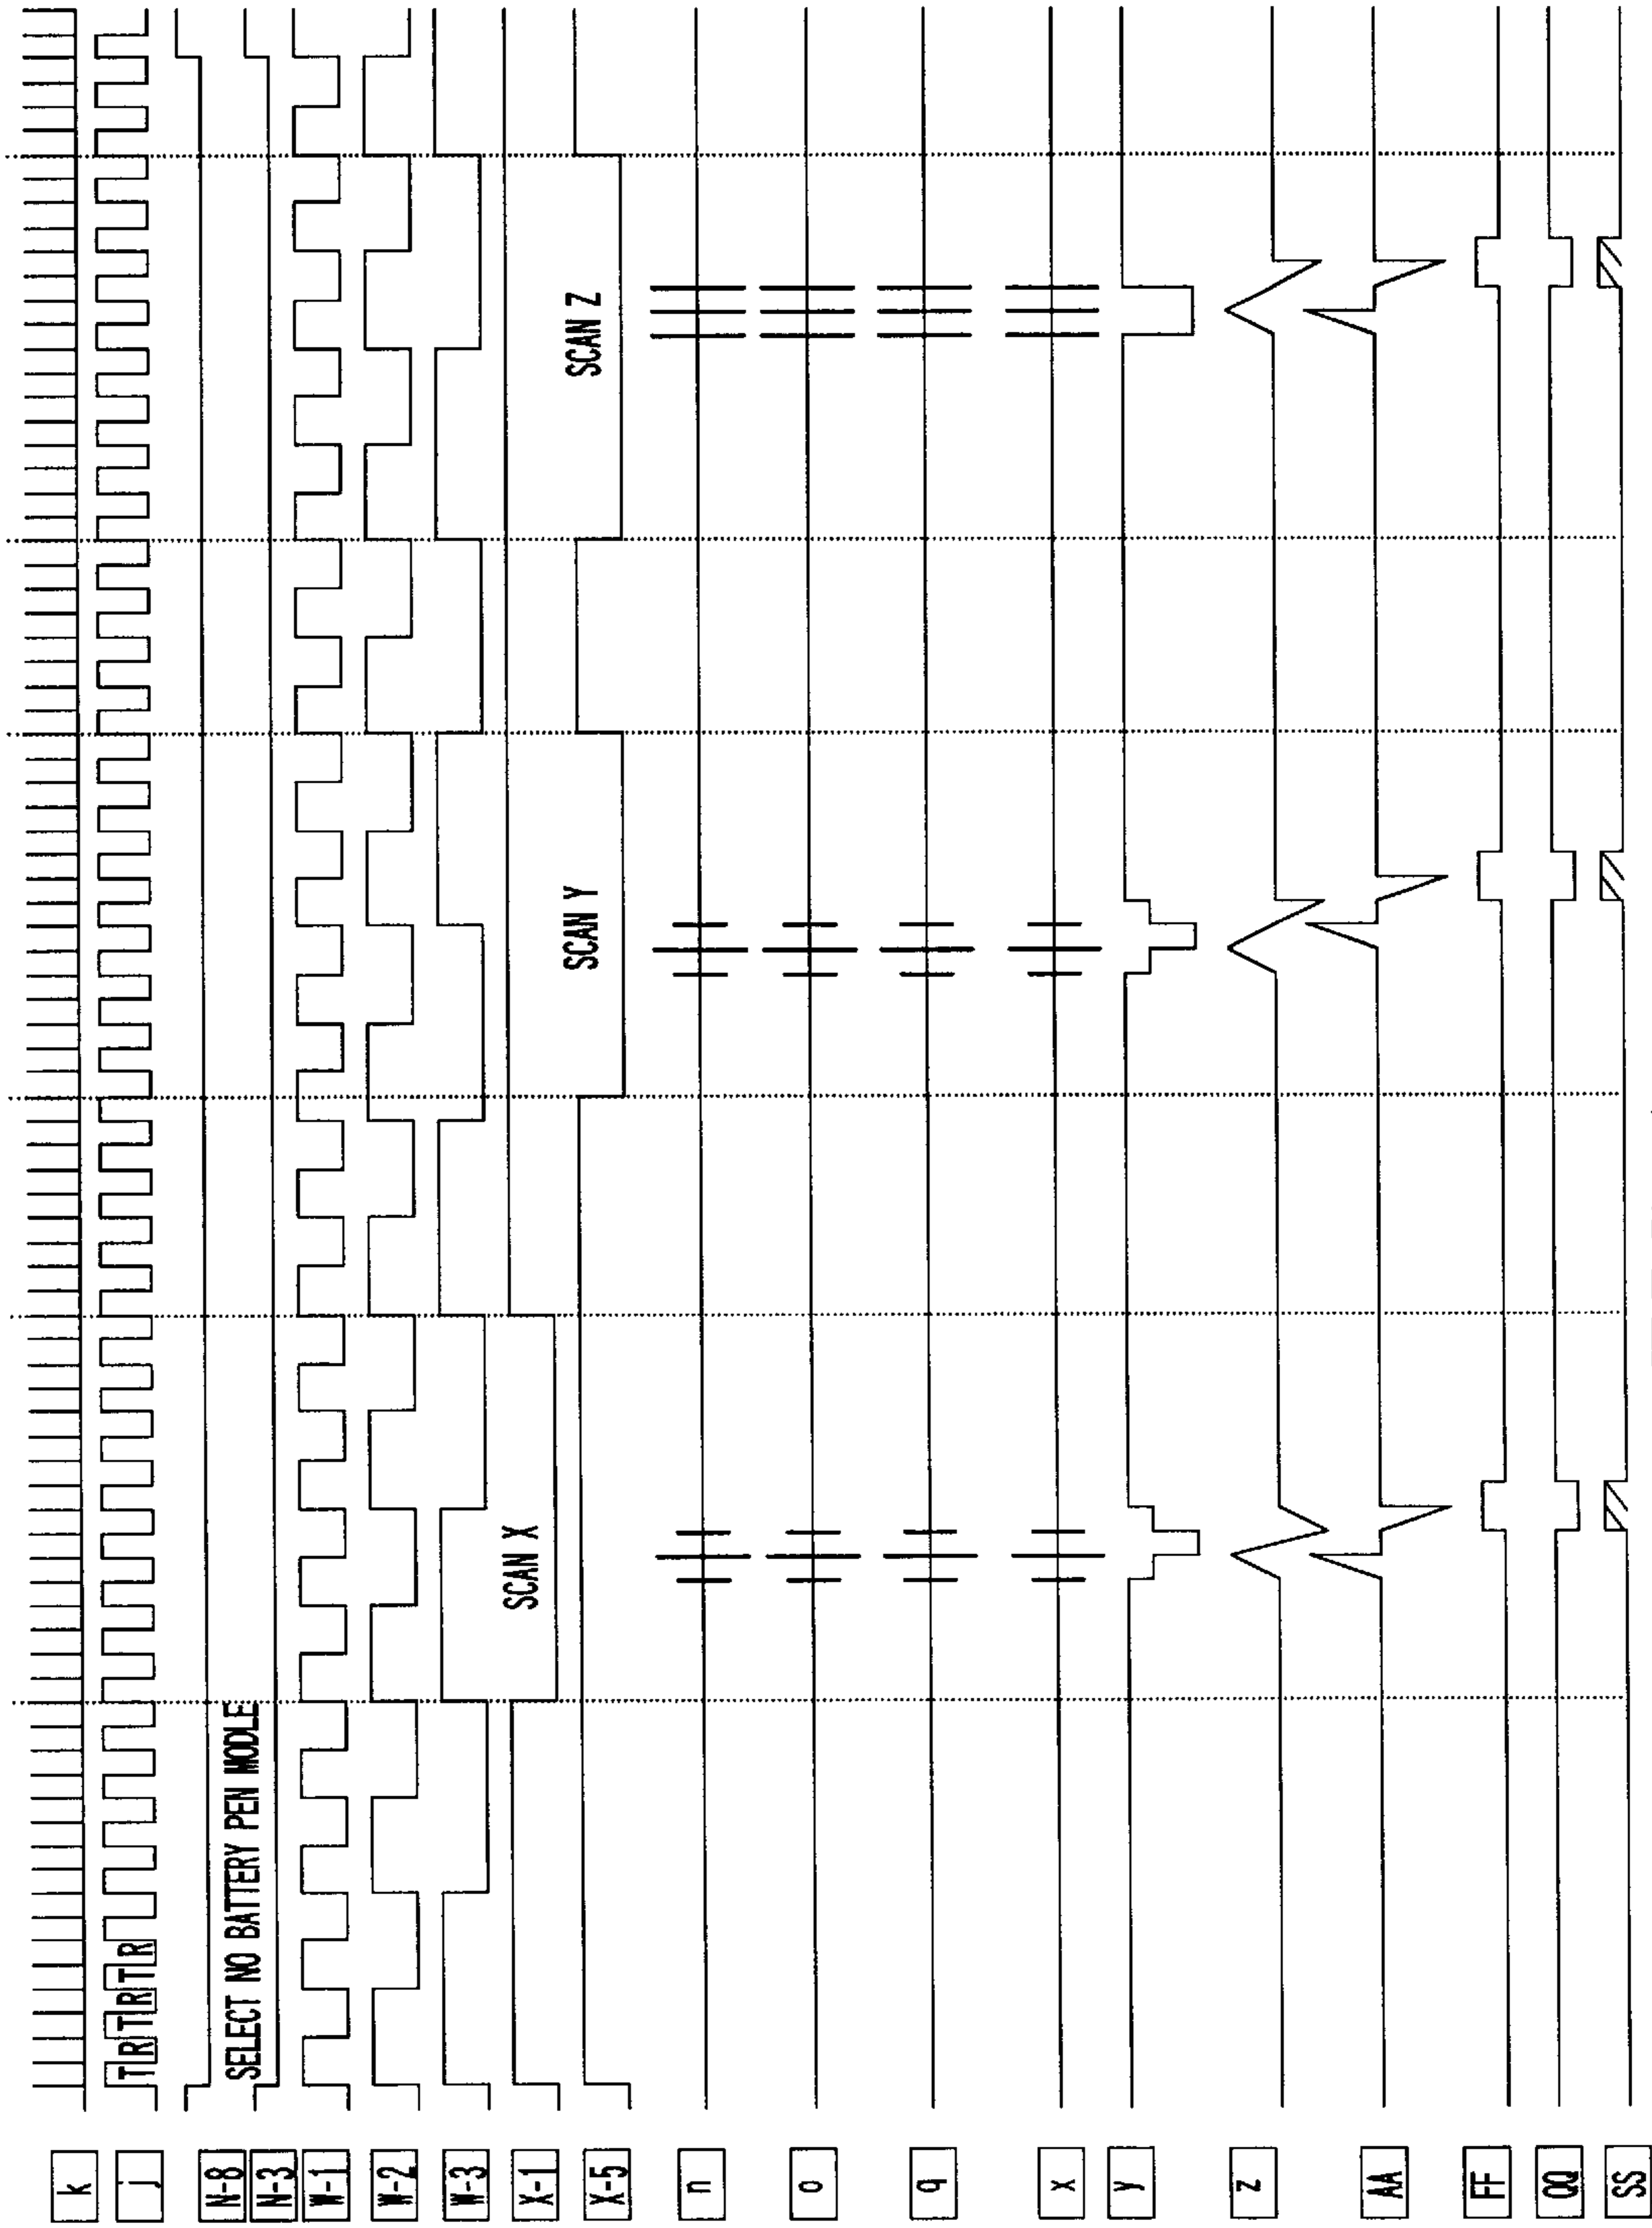 k
j
N-8
N-3
W-1
W-2
W-3
X-1
X-5
n
o
q
x
y
z
AA
FF
QQ
SS
T R T R T R T R
SELECT NO BATTERY PEN MODLE
SCAN X
SCAN Y
SCAN Z